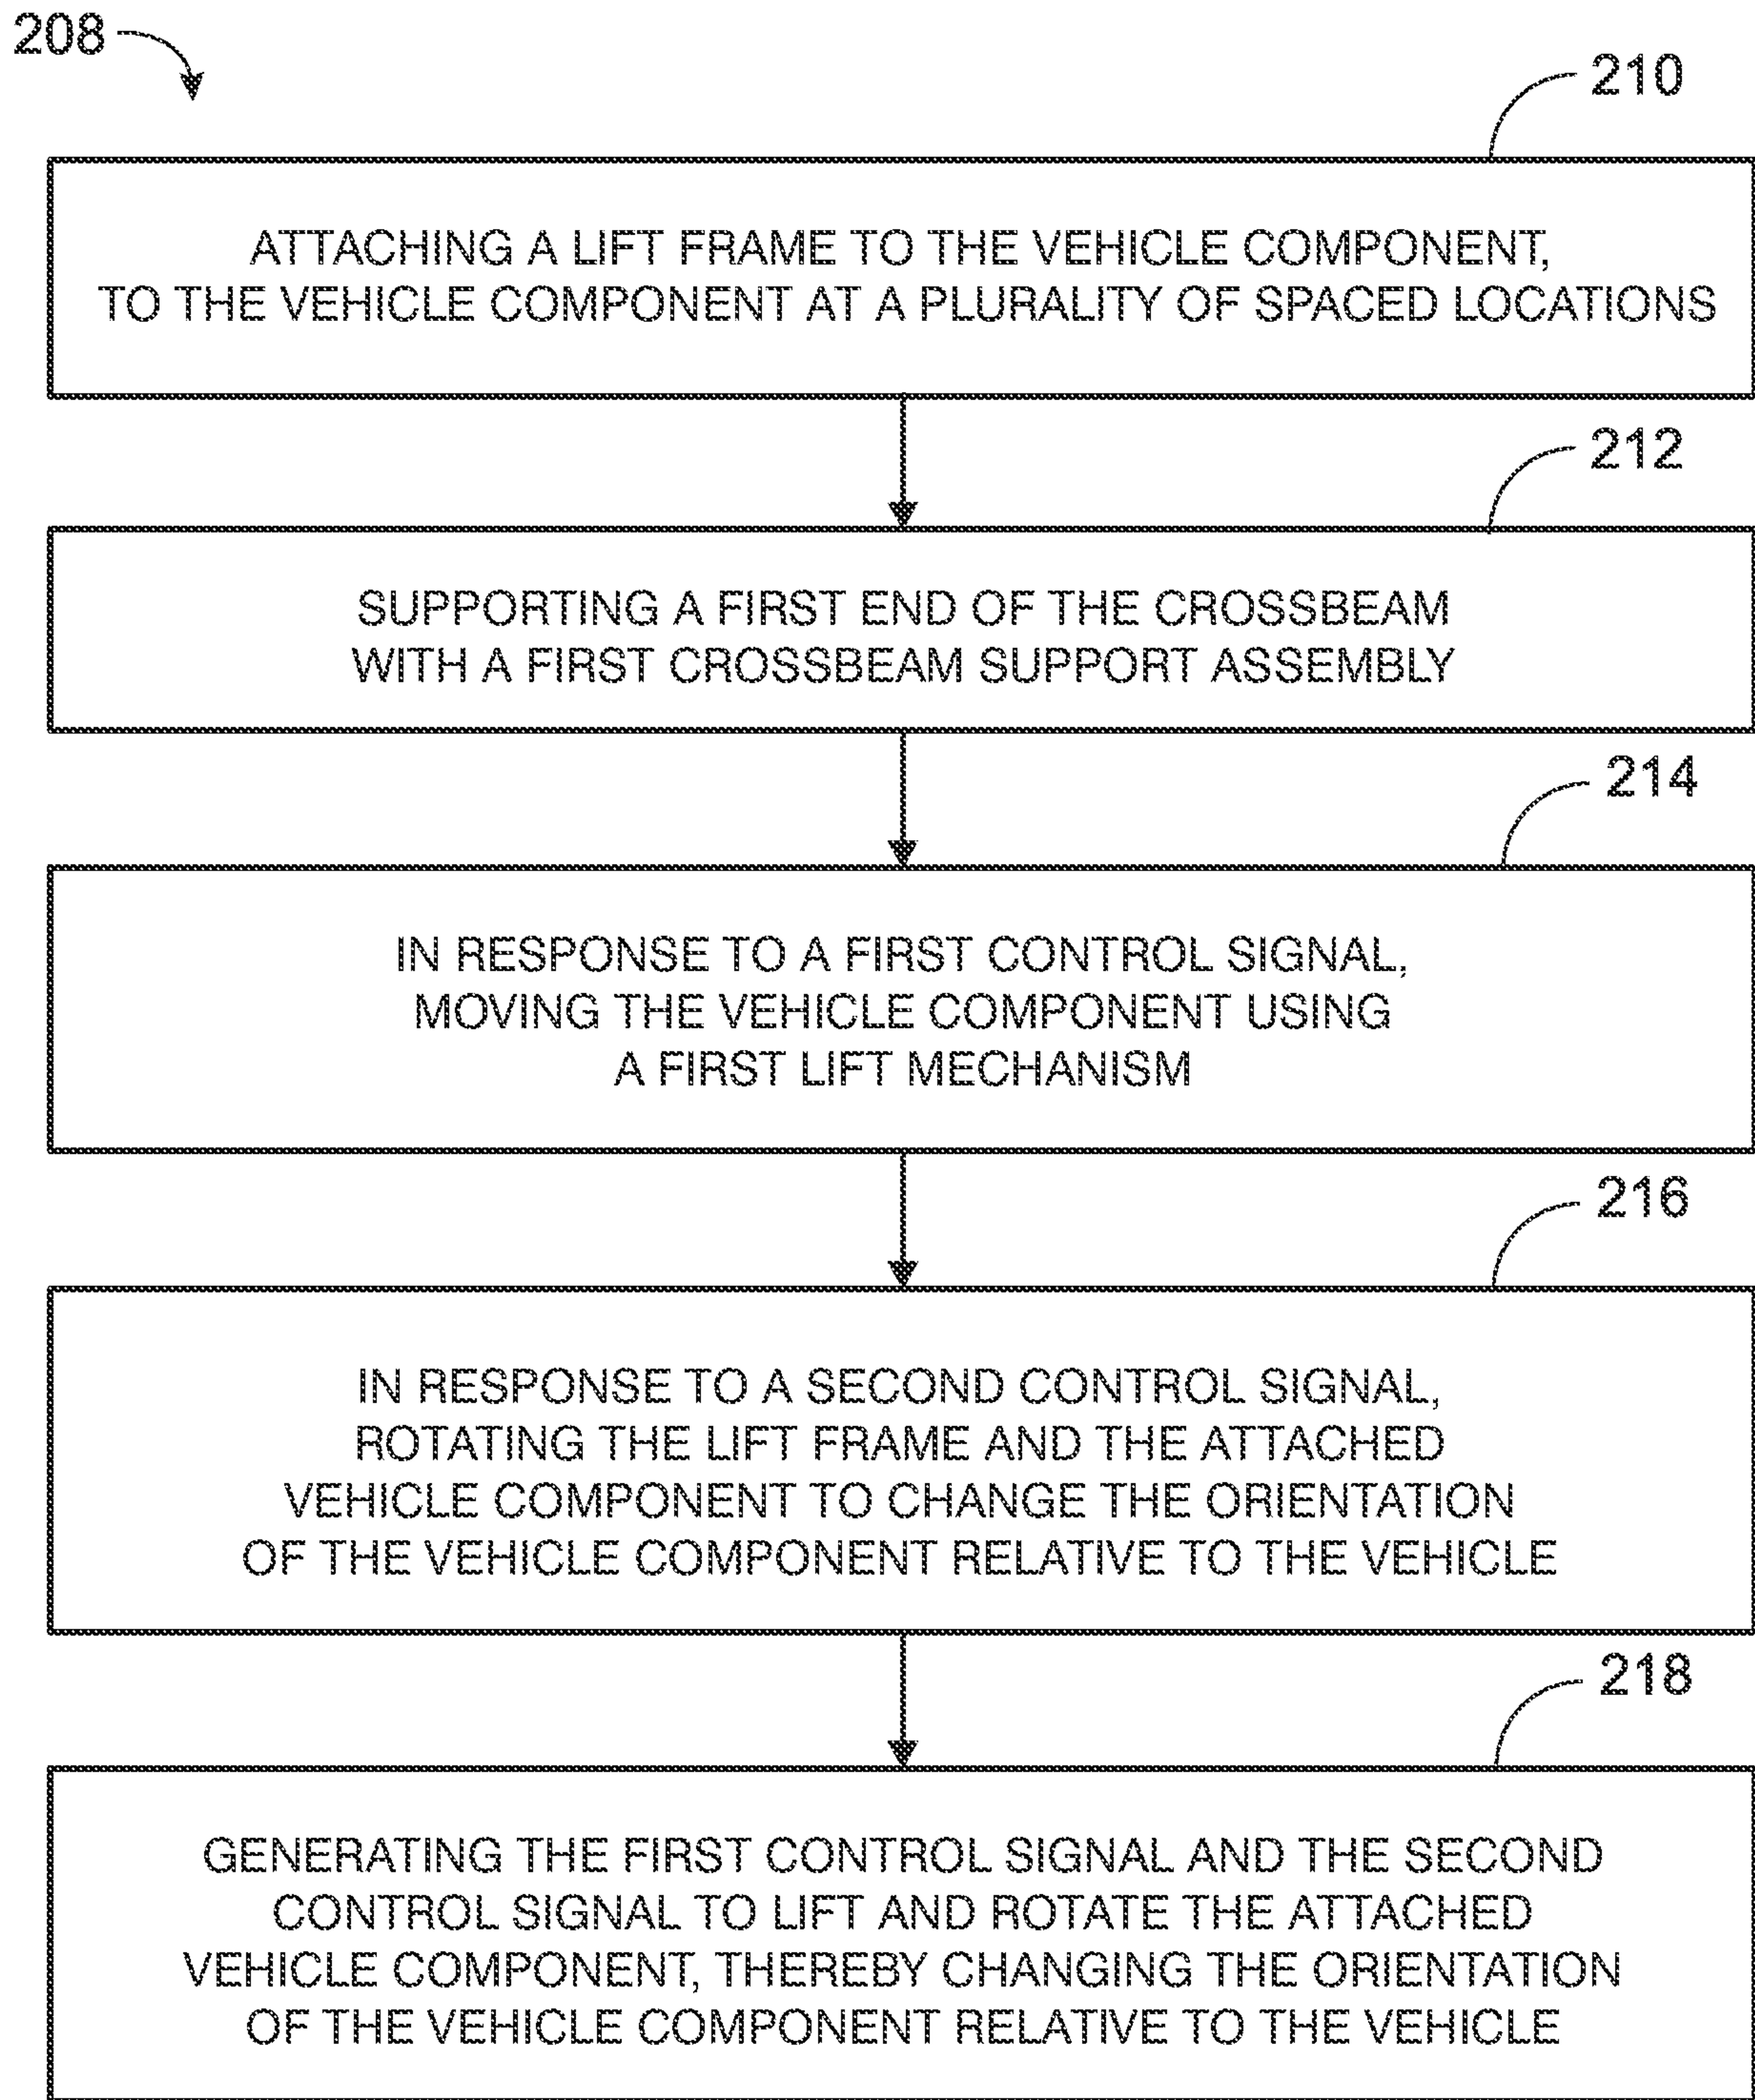 208
210
ATTACHING A LIFT FRAME TO THE VEHICLE COMPONENT,
TO THE VEHICLE COMPONENT AT A PLURALITY OF SPACED LOCATIONS
212
SUPPORTING A FIRST END OF THE CROSSBEAM
WITH A FIRST CROSSBEAM SUPPORT ASSEMBLY
214
IN RESPONSE TO A FIRST CONTROL SIGNAL,
MOVING THE VEHICLE COMPONENT USING
A FIRST LIFT MECHANISM
216
IN RESPONSE TO A SECOND CONTROL SIGNAL,
ROTATING THE LIFT FRAME AND THE ATTACHED
VEHICLE COMPONENT TO CHANGE THE ORIENTATION
OF THE VEHICLE COMPONENT RELATIVE TO THE VEHICLE
218
GENERATING THE FIRST CONTROL SIGNAL AND THE SECOND
CONTROL SIGNAL TO LIFT AND ROTATE THE ATTACHED
VEHICLE COMPONENT, THEREBY CHANGING THE ORIENTATION
OF THE VEHICLE COMPONENT RELATIVE TO THE VEHICLE